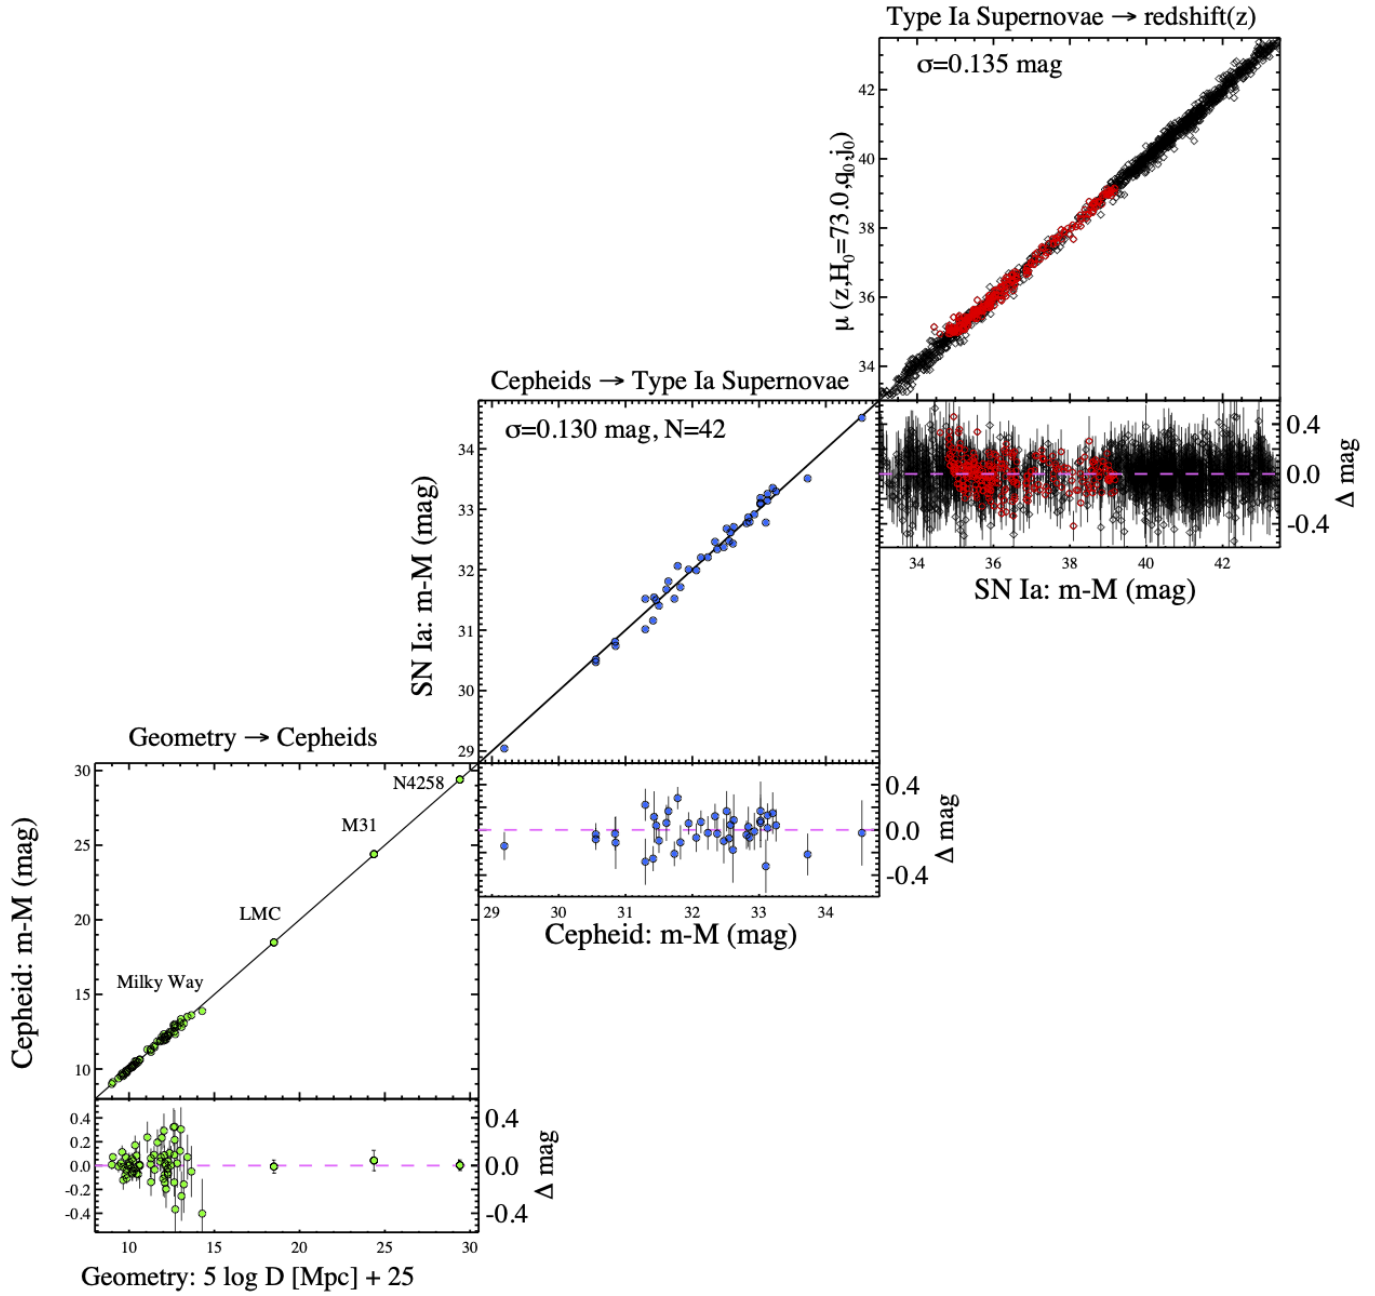 Type Ia Supernovae → redshift(z)
σ=0.135 mag
42
40
38
36
34
μ (z,H₀=73.0,q₀,j₀)
0.4
0.0
-0.4
Δ mag
34 36 38 40 42
SN Ia: m-M (mag)
Cepheids → Type Ia Supernovae
σ=0.130 mag, N=42
34
33
32
31
30
29
SN Ia: m-M (mag)
0.4
0.0
-0.4
Δ mag
29 30 31 32 33 34
Cepheid: m-M (mag)
Geometry → Cepheids
30
25
20
15
10
Cepheid: m-M (mag)
N4258
M31
LMC
Milky Way
0.4
0.2
0.0
-0.2
-0.4
0.4
0.0
-0.4
Δ mag
10 15 20 25 30
Geometry: 5 log D [Mpc] + 25